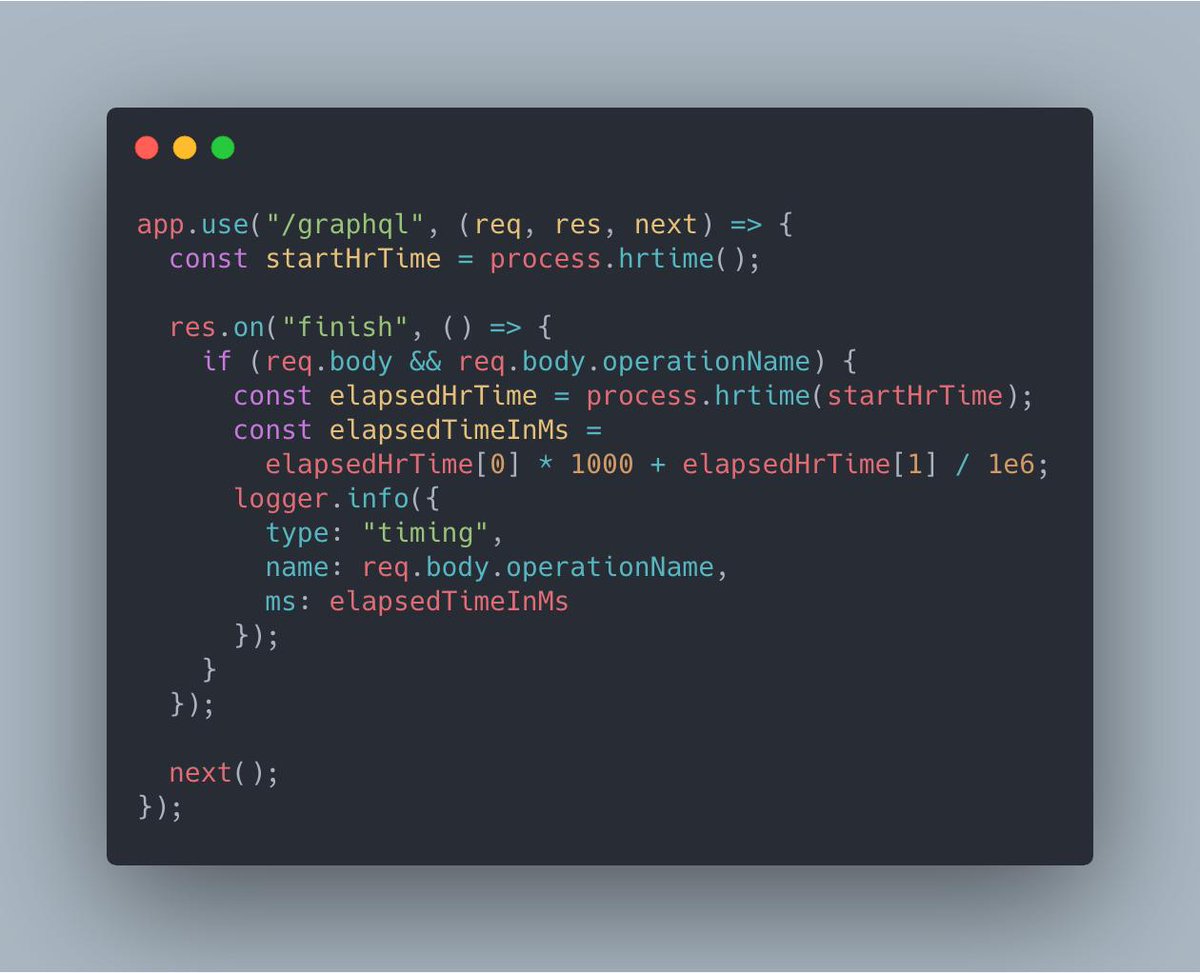 app.use("/graphql", (req, res, next) => {
  const startHrTime = process.hrtime();

  res.on("finish", () => {
    if (req.body && req.body.operationName) {
      const elapsedHrTime = process.hrtime(startHrTime);
      const elapsedTimeInMs =
        elapsedHrTime[0] * 1000 + elapsedHrTime[1] / 1e6;
      logger.info({
        type: "timing",
        name: req.body.operationName,
        ms: elapsedTimeInMs
      });
    }
  });

  next();
});